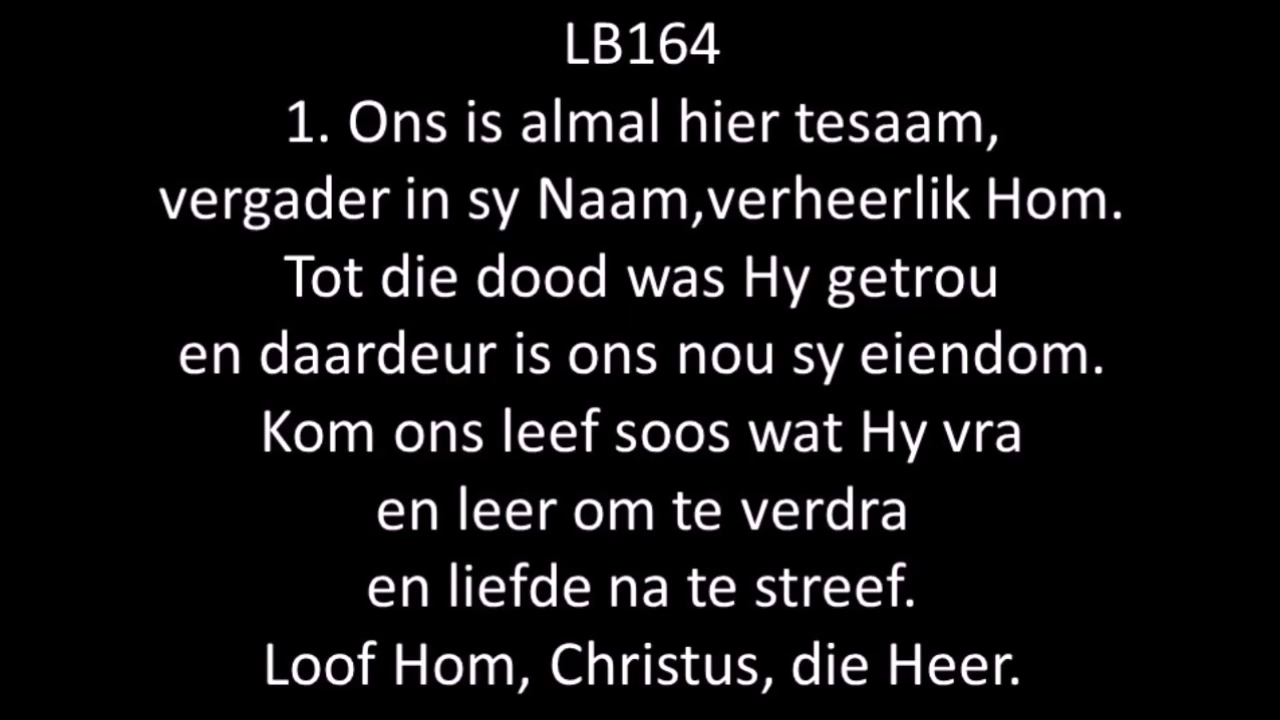 LB164
1. Ons is almal hier tesaam,
vergader in sy Naam,verheerlik Hom.
Tot die dood was Hy getrou
en daardeur is ons nou sy eiendom.
Kom ons leef soos wat Hy vra
en leer om te verdra
en liefde na te streef.
Loof Hom, Christus, die Heer.